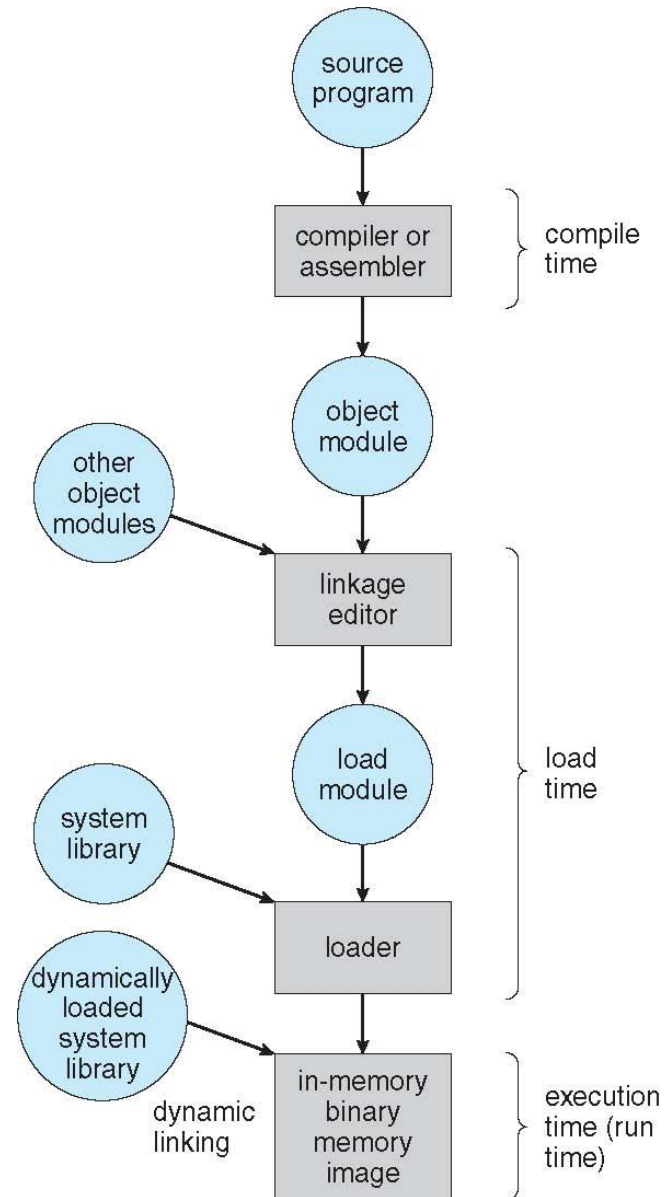 source
program
compiler or
assembler
compile
time
object
module
other
object
modules
linkage
editor
load
module
load
time
system
library
loader
dynamically
loaded
system
library
dynamic
linking
in-memory
binary
memory
image
execution
time (run
time)